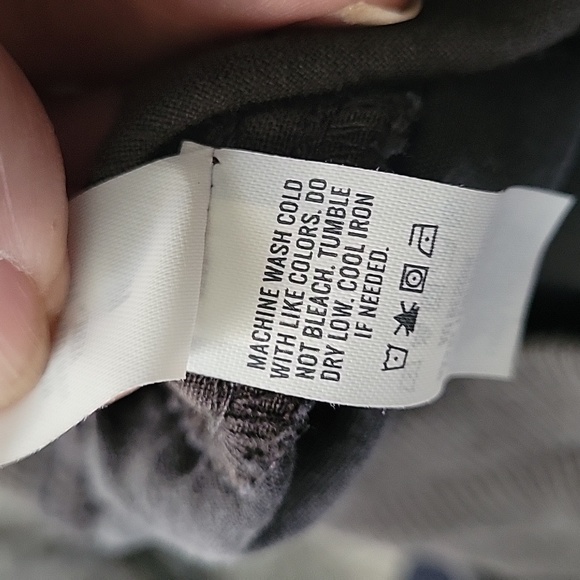 MACHINE WASH COLD
WITH LIKE COLORS. DO
NOT BLEACH. TUMBLE
DRY LOW, COOL IRON
IF NEEDED.